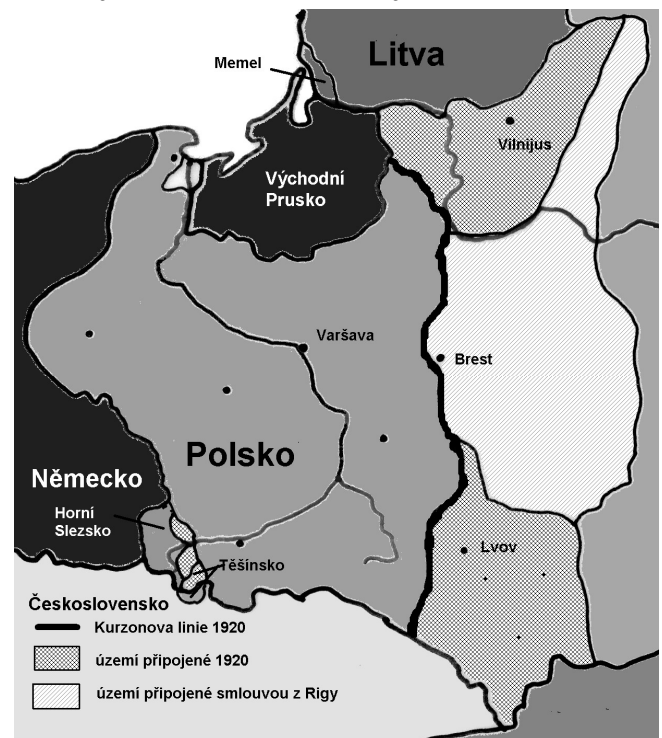 Memel
Litva
Vilnijus
Východní
Prusko
Varšava
Brest
Polsko
Německo
Horní
Slezsko
Těšínsko
Lvov
Československo
Kurzonova linie 1920
území připojené 1920
území připojené smlouvou z Rigy